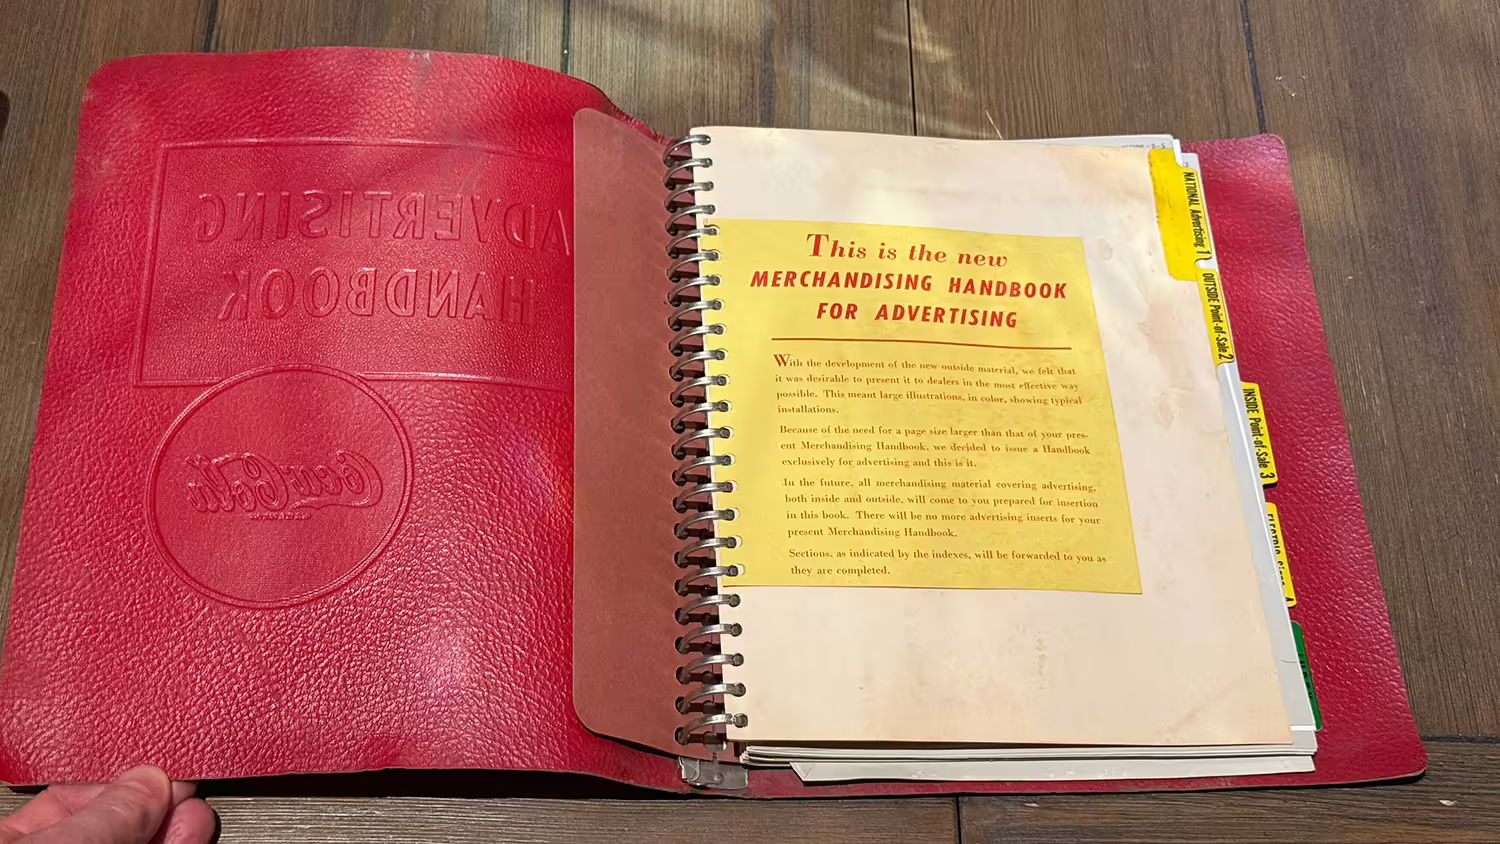 ADVERTISING
HANDBOOK
Coca-Cola
This is the new
MERCHANDISING HANDBOOK
FOR ADVERTISING
With the development of the new outside material, we felt that
it was desirable to present it to dealers in the most effective way
possible. This meant large illustrations, in color, showing typical
installations.
Because of the need for a page size larger than that of your pres-
ent Merchandising Handbook, we decided to issue a Handbook
exclusively for advertising and this is it.
In the future, all merchandising material covering advertising,
both inside and outside, will come to you prepared for insertion
in this book. There will be no more advertising inserts for your
present Merchandising Handbook.
Sections, as indicated by the indexes, will be forwarded to you as
they are completed.
NATIONAL Advertising 1
OUTSIDE Point-of-Sale 2
INSIDE Point-of-Sale 3
ELECTRIC Signs 4